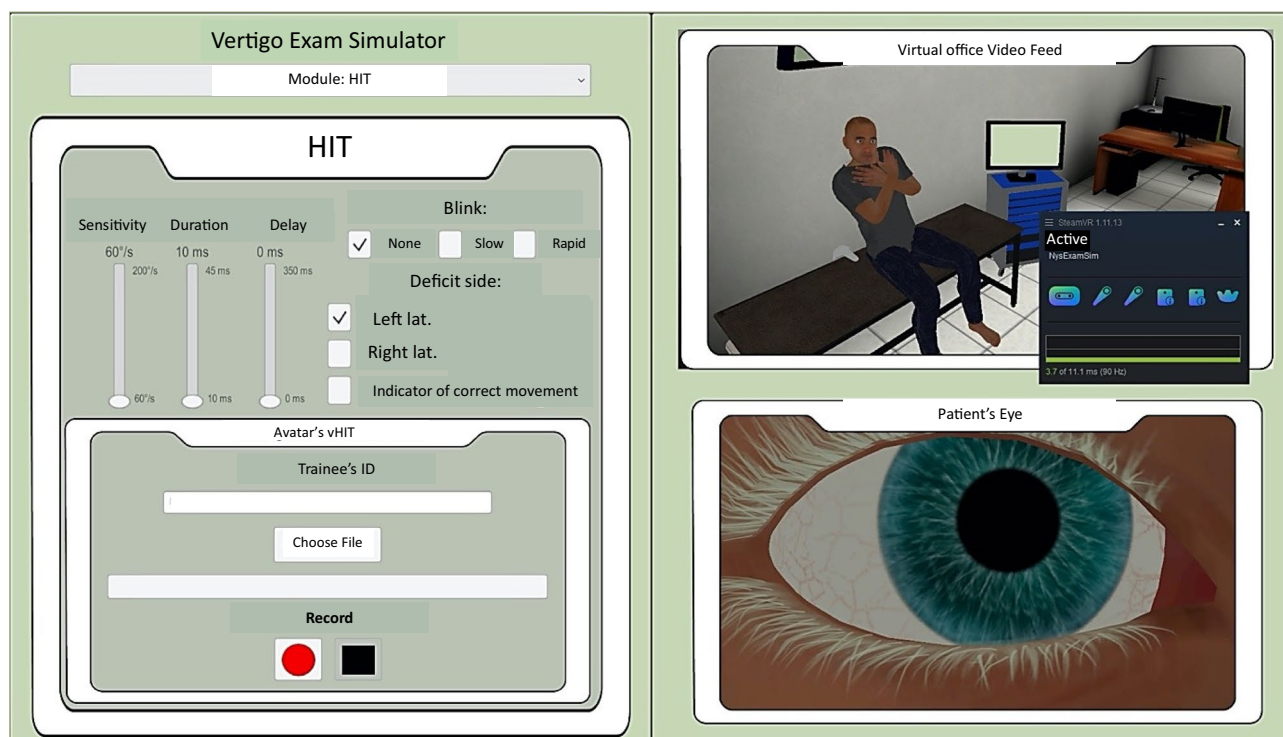 Vertigo Exam Simulator
Module: HIT
HIT
Sensitivity Duration Delay
60°/s 10 ms 0 ms
200°/s 45 ms 350 ms
60°/s 10 ms 0 ms
Blink:
None Slow Rapid
Deficit side:
Left lat.
Right lat.
Indicator of correct movement
Avatar's vHIT
Trainee's ID
Choose File
Record
Virtual office Video Feed
SteamVR 1.11.13
Active
NysExamSim
3.7 of 11.1 ms (90 Hz)
Patient's Eye